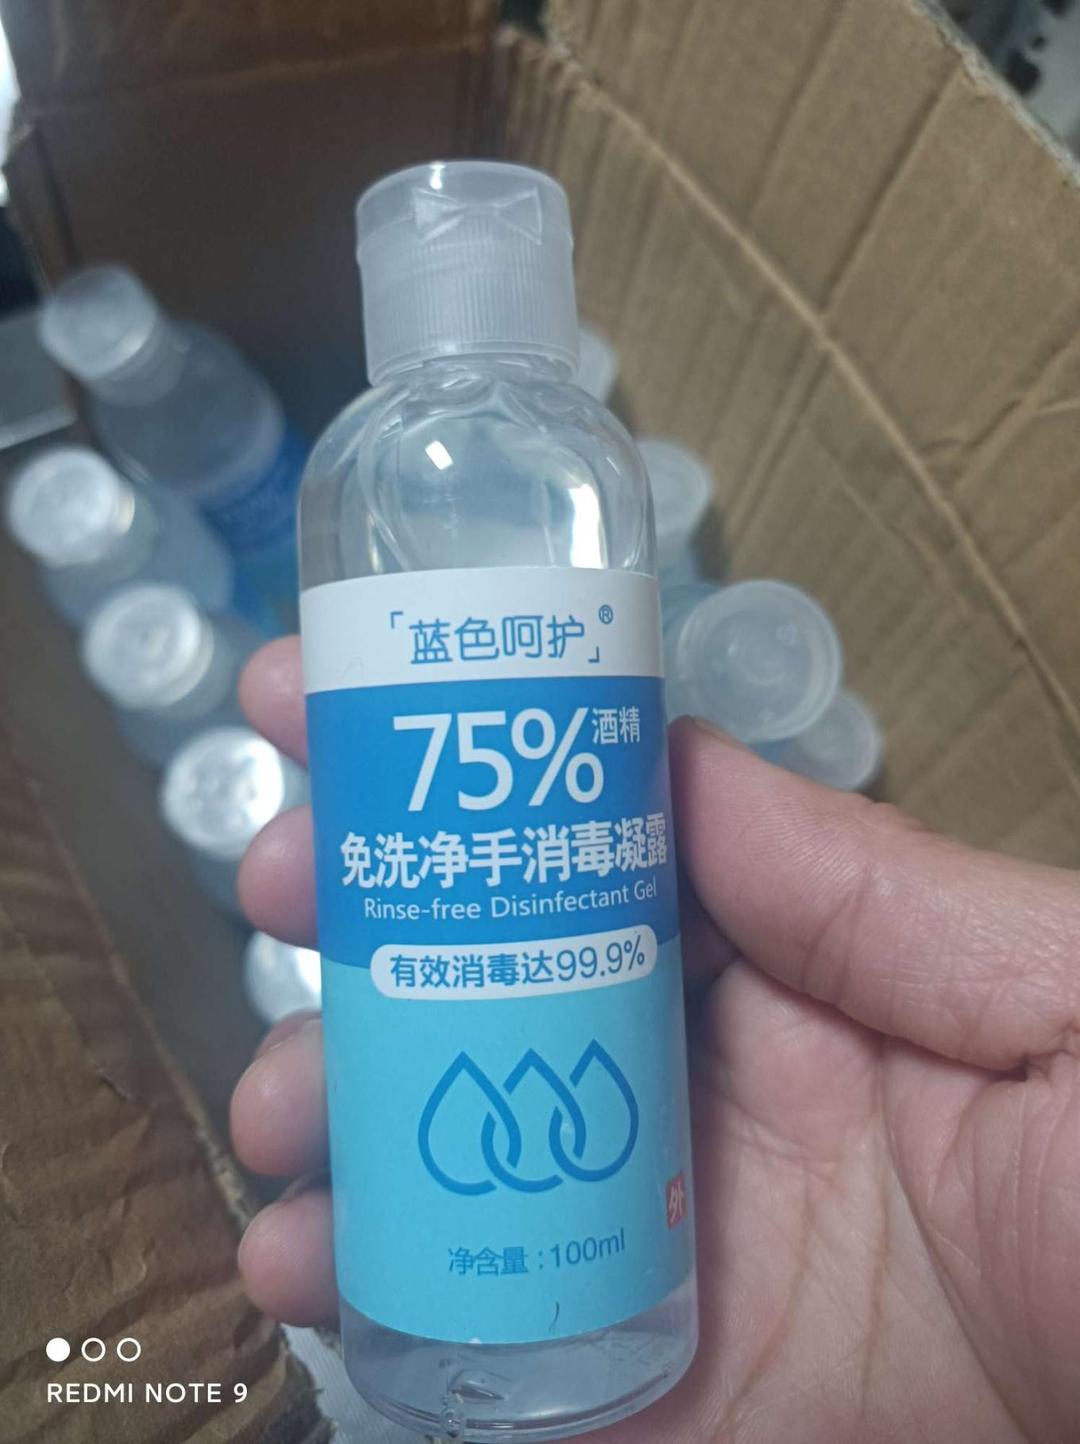 「蓝色呵护」®
75%酒精
免洗净手消毒凝露
Rinse-free Disinfectant Gel
有效消毒达99.9%
外
净含量:100ml
REDMI NOTE 9